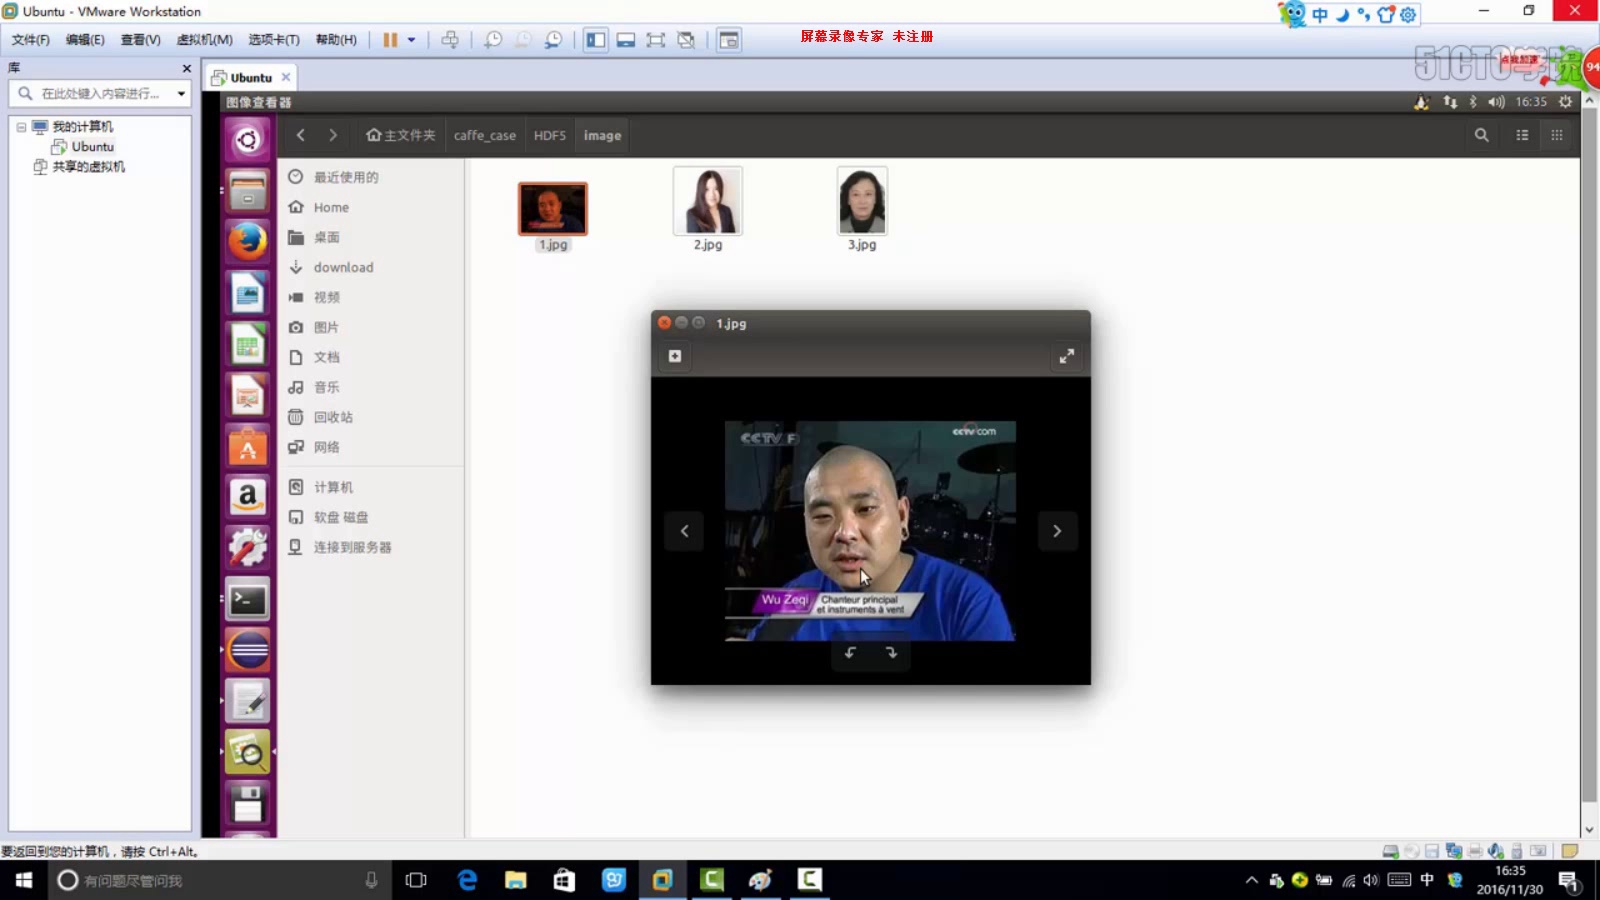 Ubuntu - VMware Workstation
中
文件(F) 编辑(E) 查看(V) 虚拟机(M) 选项卡(T) 帮助(H)
屏幕录像专家 未注册
51CTO学院
点我加速
94
库
Ubuntu
在此处键入内容进行...
我的计算机
Ubuntu
共享的虚拟机
图像查看器
16:35
主文件夹 caffe_case HDF5 image
最近使用的
Home
桌面
download
视频
图片
文档
音乐
回收站
网络
计算机
软盘 磁盘
连接到服务器
1.jpg
2.jpg
3.jpg
1.jpg
CCTV F
cctv.com
Wu Zeqi
Chanteur principal
et instruments à vent
要返回到您的计算机，请按 Ctrl+Alt。
有问题尽管问我
中
16:35
2016/11/30
1